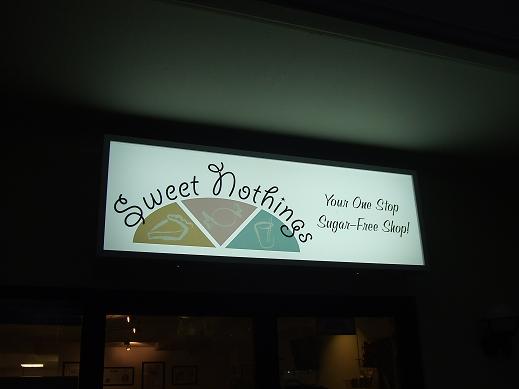 Sweet Nothings
Your One Stop
Sugar-Free Shop!